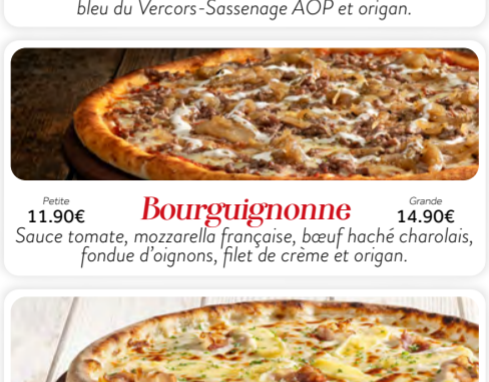 bleu du Vercors-Sassenage AOP et origan.
Petite
11.90€
Bourguignonne
Grande
14.90€
Sauce tomate, mozzarella française, bœuf haché charolais,
fondue d'oignons, filet de crème et origan.